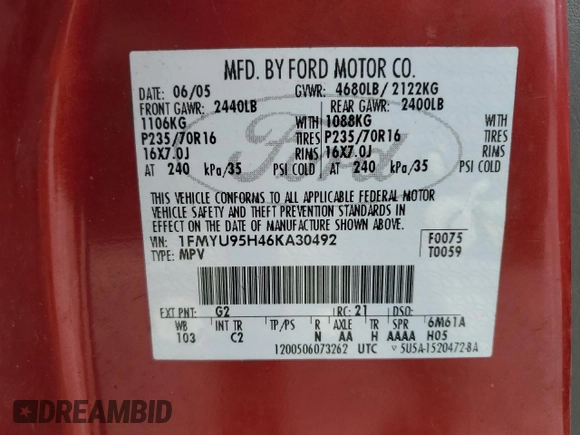 MFD. BY FORD MOTOR CO.
DATE: 06/05 GVWR: 4680LB/ 2122KG
FRONT GAWR: 2440LB REAR GAWR: 2400LB
1106KG WITH 1088KG WITH
P235/70R16 TIRES P235/70R16 TIRES
16X7.0J RIMS 16X7.0J RIMS
AT 240 kPa/35 PSI COLD AT 240 kPa/35 PSI COLD
THIS VEHICLE CONFORMS TO ALL APPLICABLE FEDERAL MOTOR
VEHICLE SAFETY AND THEFT PREVENTION STANDARDS IN
EFFECT ON THE DATE OF MANUFACTURE SHOWN ABOVE.
VIN: 1FMYU95H46KA30492 F0075
TYPE: MPV T0059
Ford
EXT PNT: G2 RC: 21 DSO:
WB INT TR TP/PS R AXLE TR SPR 6M61A
103 C2 N AA H AAAA H05
1200506073262 UTC 5U5A-1520472-BA
DREAMBID